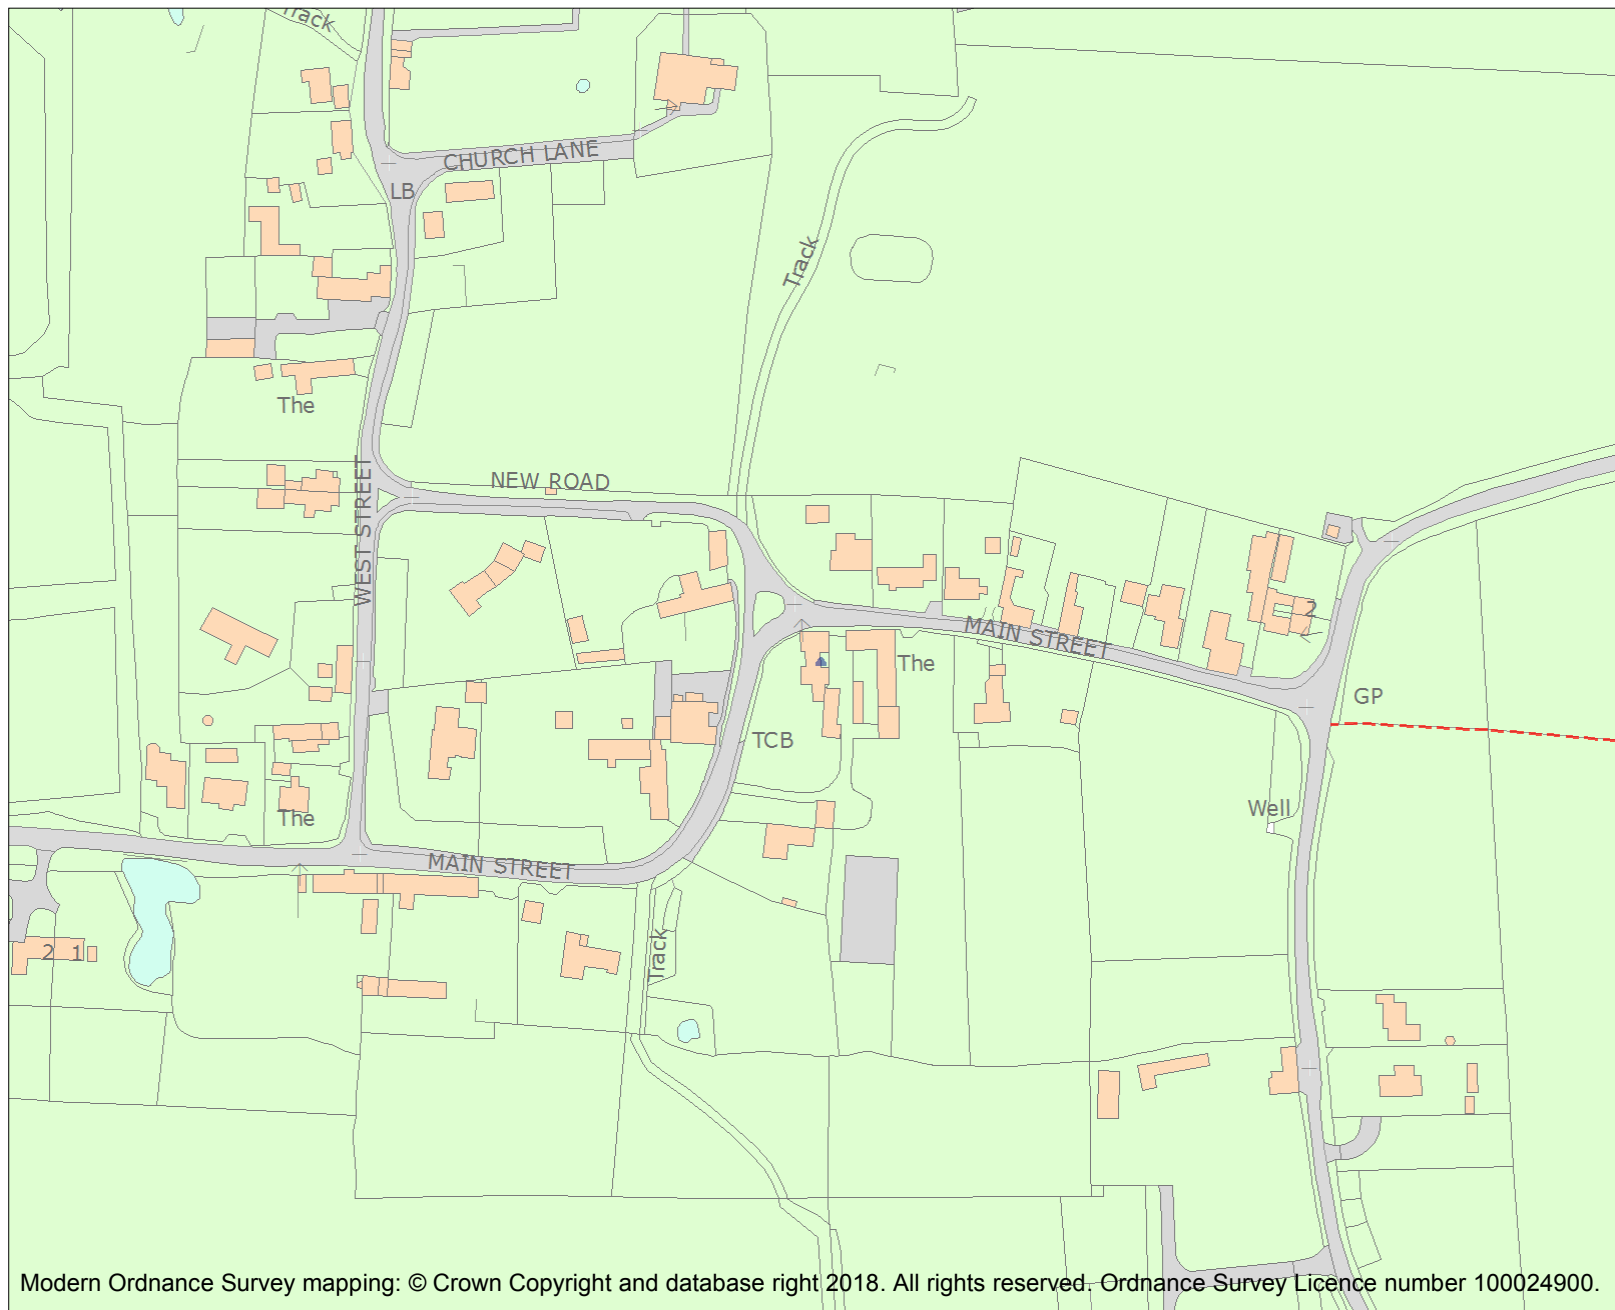 Track
CHURCH LANE
LB
Track
The
WEST STREET
NEW ROAD
2
MAIN STREET
The
GP
TCB
Well
The
MAIN STREET
Track
2 1
Modern Ordnance Survey mapping: © Crown Copyright and database right 2018. All rights reserved. Ordnance Survey Licence number 100024900.